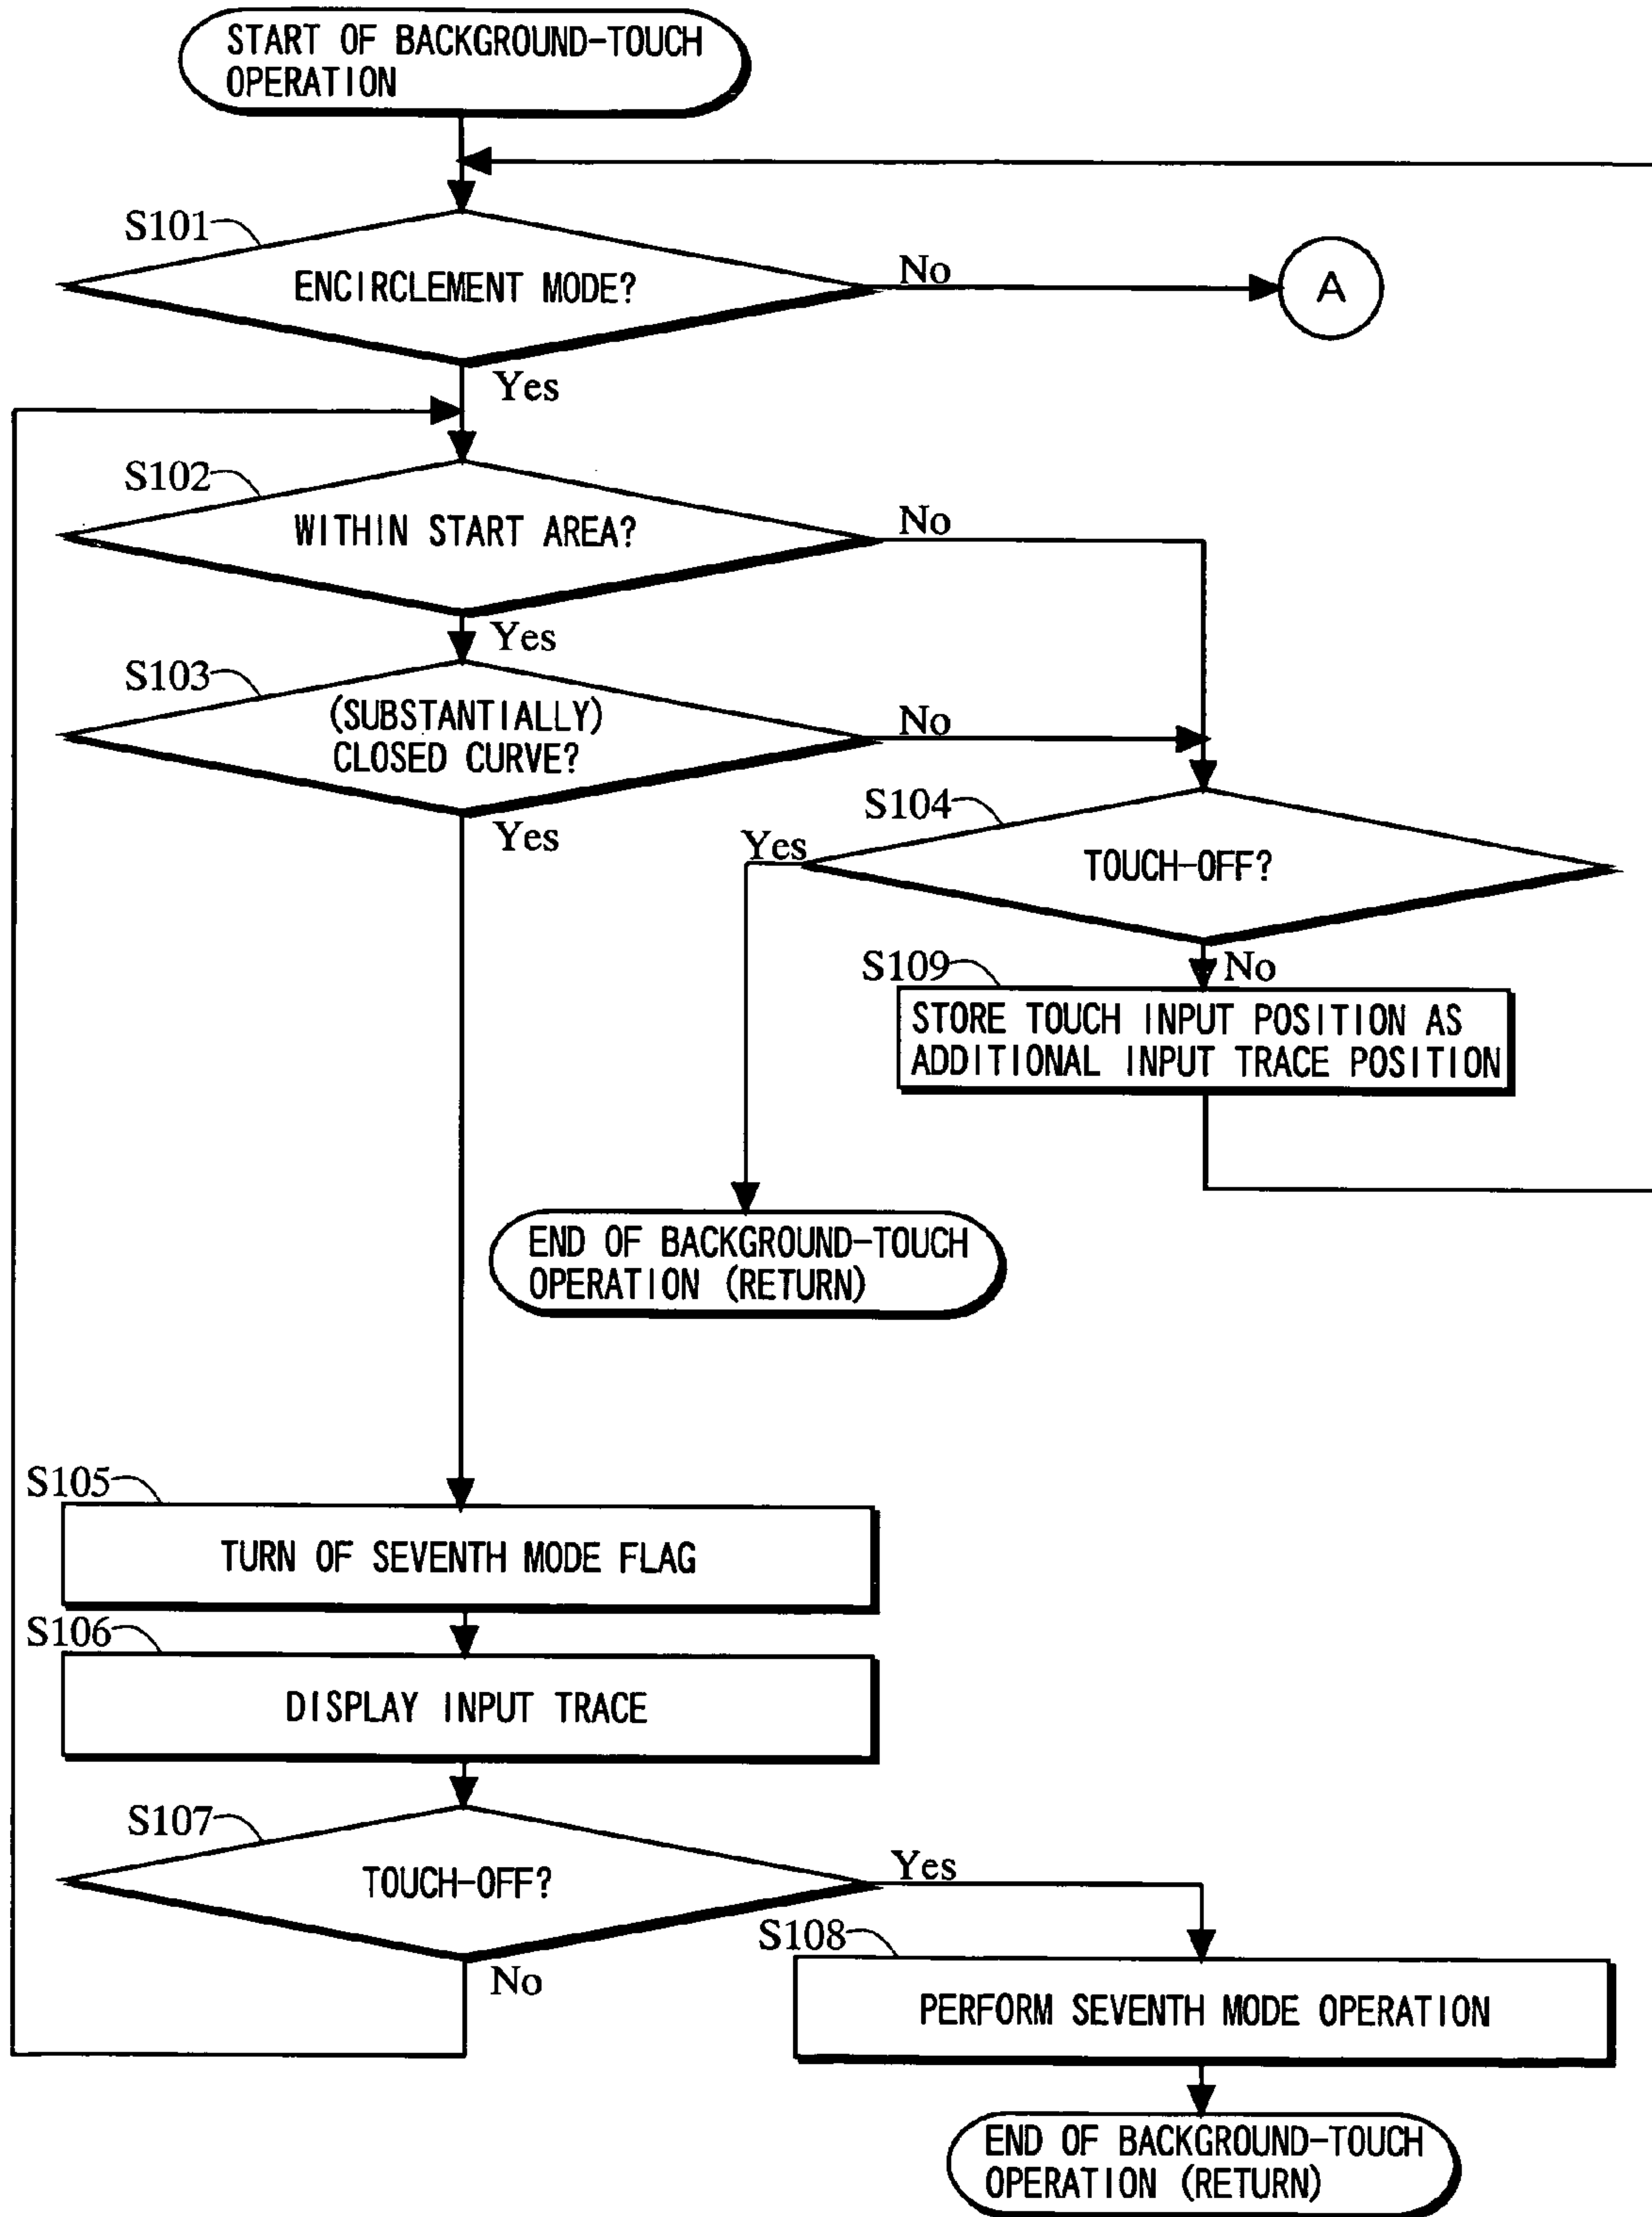 START OF BACKGROUND-TOUCH
OPERATION
S101
ENCIRCLEMENT MODE?
No
A
Yes
S102
WITHIN START AREA?
No
Yes
S103
(SUBSTANTIALLY)
CLOSED CURVE?
No
Yes
S104
TOUCH-OFF?
Yes
No
S109
STORE TOUCH INPUT POSITION AS
ADDITIONAL INPUT TRACE POSITION
END OF BACKGROUND-TOUCH
OPERATION (RETURN)
S105
TURN OF SEVENTH MODE FLAG
S106
DISPLAY INPUT TRACE
S107
TOUCH-OFF?
Yes
No
S108
PERFORM SEVENTH MODE OPERATION
END OF BACKGROUND-TOUCH
OPERATION (RETURN)